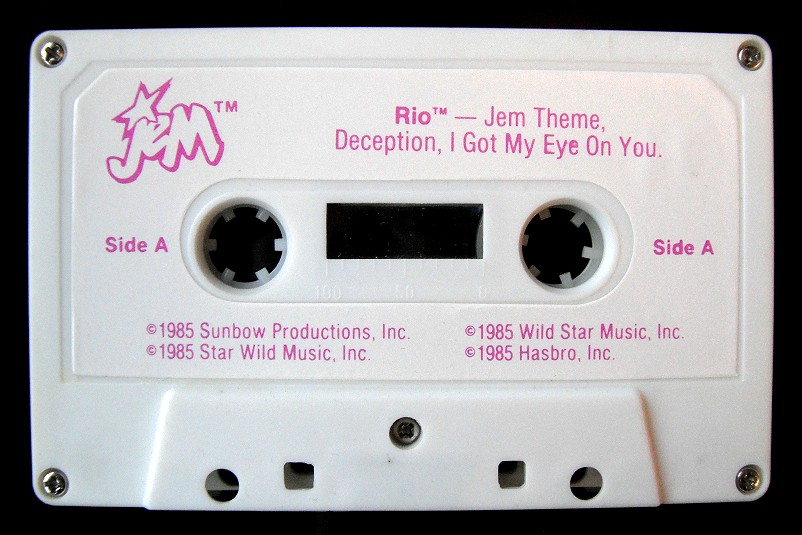 JEM™
Rio™ — Jem Theme,
Deception, I Got My Eye On You.
Side A
Side A
100 50 0
©1985 Sunbow Productions, Inc.
©1985 Star Wild Music, Inc.
©1985 Wild Star Music, Inc.
©1985 Hasbro, Inc.